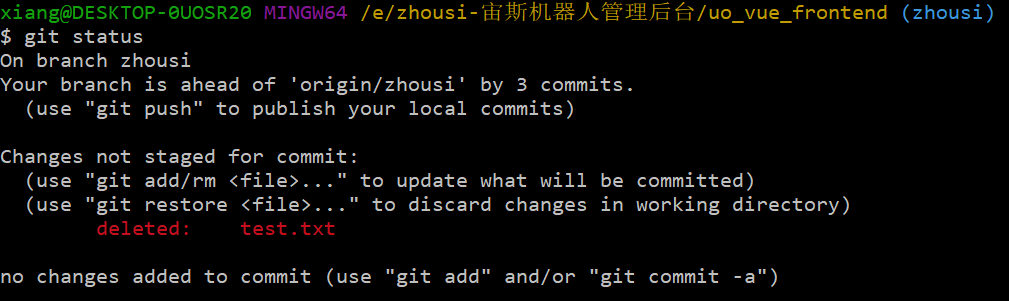 xiang@DESKTOP-0UOSR20 MINGW64 /e/zhousi-宙斯机器人管理后台/uo_vue_frontend (zhousi)
$ git status
On branch zhousi
Your branch is ahead of 'origin/zhousi' by 3 commits.
  (use "git push" to publish your local commits)

Changes not staged for commit:
  (use "git add/rm <file>..." to update what will be committed)
  (use "git restore <file>..." to discard changes in working directory)
        deleted:    test.txt

no changes added to commit (use "git add" and/or "git commit -a")